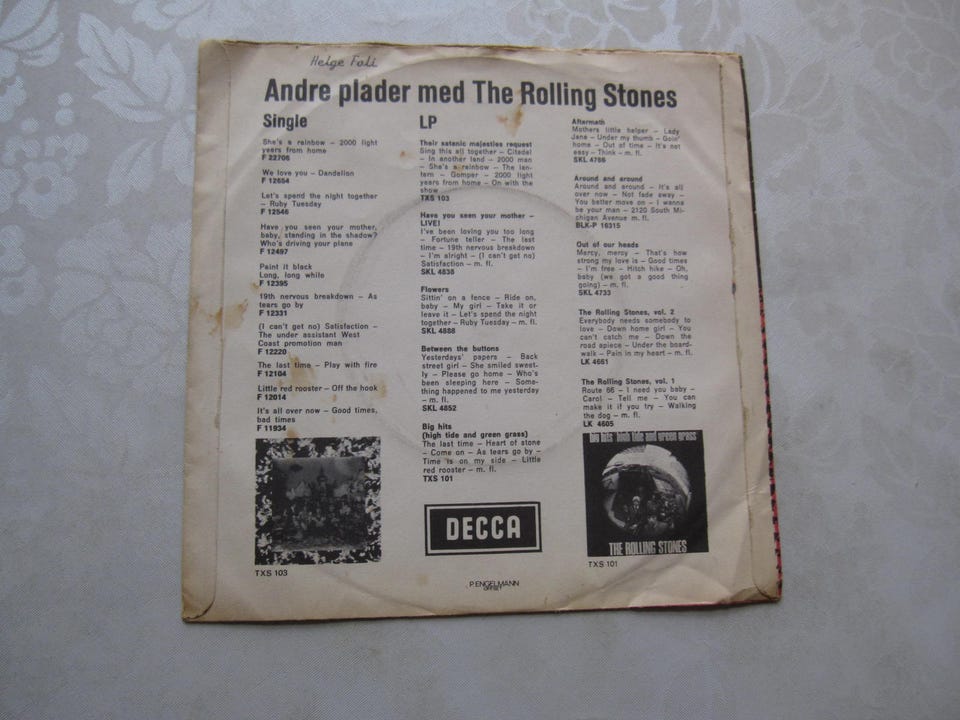 Helge Foli
Andre plader med The Rolling Stones
Single
She's a rainbow – 2000 light
years from home
F 22706
We love you – Dandelion
F 12654
Let's spend the night together
– Ruby Tuesday
F 12546
Have you seen your mother,
baby, standing in the shadow?
Who's driving your plane
F 12497
Paint it black
Long, long while
F 12395
19th nervous breakdown – As
tears go by
F 12331
(I can't get no) Satisfaction –
The under assistant West
Coast promotion man
F 12220
The last time – Play with fire
F 12104
Little red rooster – Off the hook
F 12014
It's all over now – Good times,
bad times
F 11934
TXS 103
LP
Their satanic majesties request
Sing this all together – Citadel
– In another land – 2000 man
– She's a rainbow – The lan-
tern – Gomper – 2000 light
years from home – On with the
show
TXS 103
Have you seen your mother –
LIVE!
I've been loving you too long
– Fortune teller – The last
time – 19th nervous breakdown
– I'm alright – (I can't get no)
Satisfaction – m. fl.
SKL 4838
Flowers
Sittin' on a fence – Ride on,
baby – My girl – Take it or
leave it – Let's spend the night
together – Ruby Tuesday – m. fl.
SKL 4888
Between the buttons
Yesterdays' papers – Back
street girl – She smiled sweet-
ly – Please go home – Who's
been sleeping here – Some-
thing happened to me yesterday
– m. fl.
SKL 4852
Big hits
(high tide and green grass)
The last time – Heart of stone
– Come on – As tears go by –
Time is on my side – Little
red rooster – m. fl.
TXS 101
DECCA
P. ENGELMANN
OFFSET
Aftermath
Mothers little helper – Lady
Jane – Under my thumb – Goin'
home – Out of time – It's not
easy – Think – m. fl.
SKL 4786
Around and around
Around and around – It's all
over now – Not fade away –
You better move on – I wanna
be your man – 2120 South Mi-
chigan Avenue m. fl.
BLK-P 16315
Out of our heads
Mercy, mercy – That's how
strong my love is – Good times
– I'm free – Hitch hike – Oh,
baby (we got a good thing
going) – m. fl.
SKL 4733
The Rolling Stones, vol. 2
Everybody needs somebody to
love – Down home girl – You
can't catch me – Down the
road apiece – Under the board-
walk – Pain in my heart – m. fl.
LK 4661
The Rolling Stones, vol. 1
Route 66 – I need you baby –
Carol – Tell me – You can
make it if you try – Walking
the dog – m. fl.
LK 4605
big hits [high tide and green grass]
THE ROLLING STONES
TXS 101